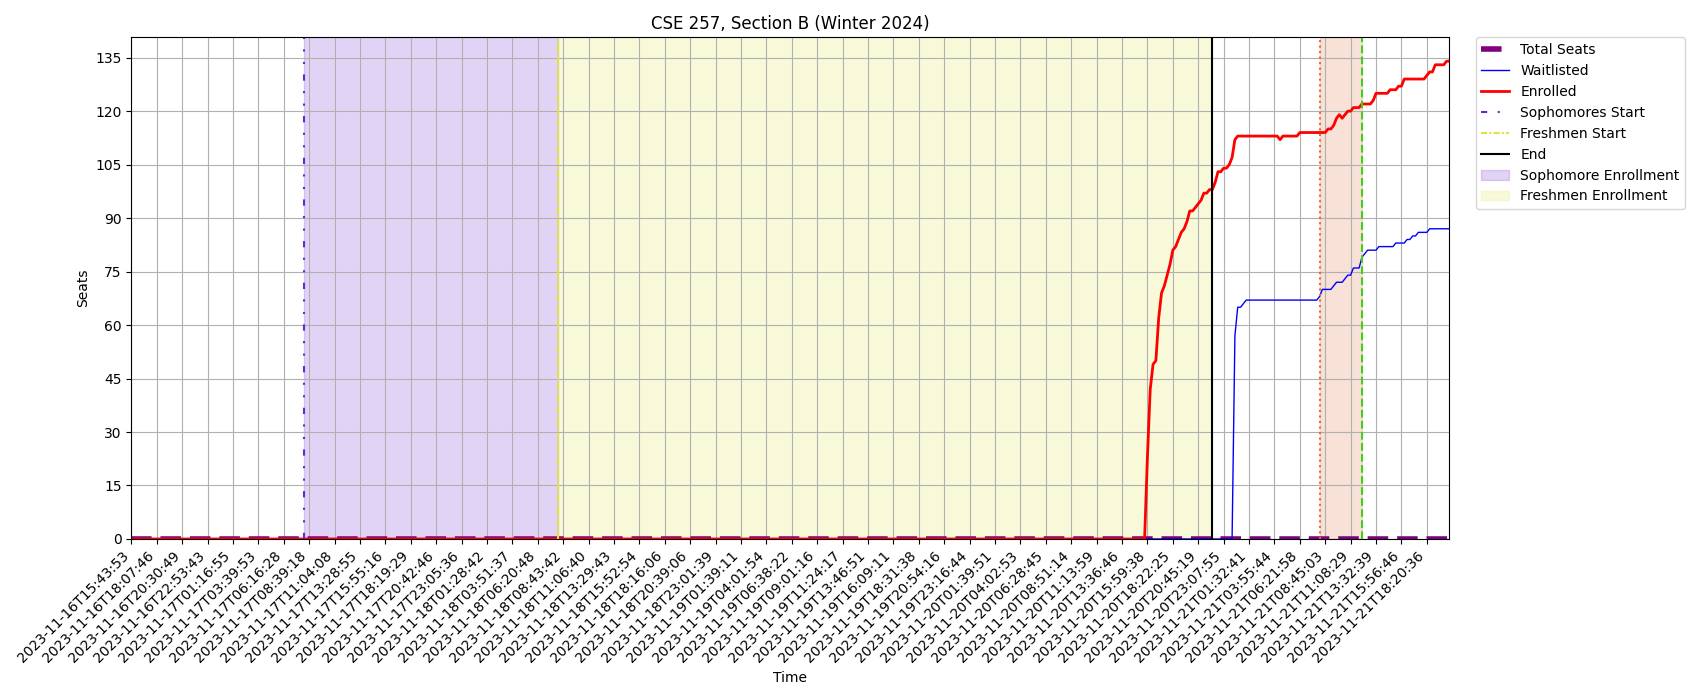 CSE 257, Section B (Winter 2024)
Seats
135
120
105
90
75
60
45
30
15
0
2023-11-16T15:43:53
2023-11-16T18:07:46
2023-11-16T20:30:49
2023-11-16T22:53:43
2023-11-17T01:16:55
2023-11-17T03:39:53
2023-11-17T06:16:28
2023-11-17T08:39:18
2023-11-17T11:04:08
2023-11-17T13:28:55
2023-11-17T15:55:16
2023-11-17T18:19:29
2023-11-17T20:42:46
2023-11-17T23:05:36
2023-11-18T01:28:42
2023-11-18T03:51:37
2023-11-18T06:20:48
2023-11-18T08:43:42
2023-11-18T11:06:40
2023-11-18T13:29:43
2023-11-18T15:52:54
2023-11-18T18:16:06
2023-11-18T20:39:06
2023-11-18T23:01:39
2023-11-19T01:39:11
2023-11-19T04:01:54
2023-11-19T06:38:22
2023-11-19T09:01:16
2023-11-19T11:24:17
2023-11-19T13:46:51
2023-11-19T16:09:11
2023-11-19T18:31:38
2023-11-19T20:54:16
2023-11-19T23:16:44
2023-11-20T01:39:51
2023-11-20T04:02:53
2023-11-20T06:28:45
2023-11-20T08:51:14
2023-11-20T11:13:59
2023-11-20T13:36:46
2023-11-20T15:59:38
2023-11-20T18:22:25
2023-11-20T20:45:19
2023-11-20T23:07:55
2023-11-21T01:32:41
2023-11-21T03:55:44
2023-11-21T06:21:58
2023-11-21T08:45:03
2023-11-21T11:08:29
2023-11-21T13:32:39
2023-11-21T15:56:46
2023-11-21T18:20:36
Time
Total Seats
Waitlisted
Enrolled
Sophomores Start
Freshmen Start
End
Sophomore Enrollment
Freshmen Enrollment